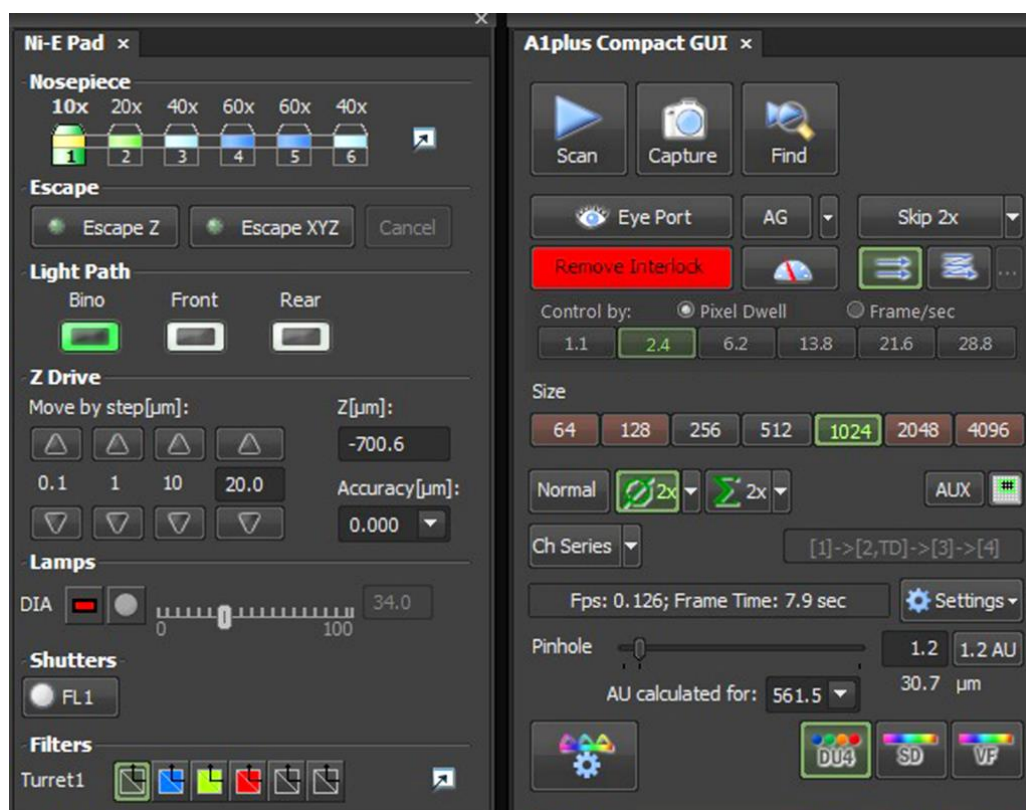 Ni-E Pad ×
Nosepiece
10x 20x 40x 60x 60x 40x
1 2 3 4 5 6
Escape
Escape Z Escape XYZ Cancel
Light Path
Bino Front Rear
Z Drive
Move by step[µm]: Z[µm]:
-700.6
0.1 1 10 20.0 Accuracy[µm]:
0.000
Lamps
DIA 34.0
0 100
Shutters
FL1
Filters
Turret1
A1plus Compact GUI ×
Scan Capture Find
Eye Port AG Skip 2x
Remove Interlock ...
Control by: Pixel Dwell Frame/sec
1.1 2.4 6.2 13.8 21.6 28.8
Size
64 128 256 512 1024 2048 4096
Normal 2x Σ 2x AUX
Ch Series [1]->[2,TD]->[3]->[4]
Fps: 0.126; Frame Time: 7.9 sec Settings
Pinhole 1.2 1.2 AU
AU calculated for: 561.5 30.7 µm
DU4 SD VF